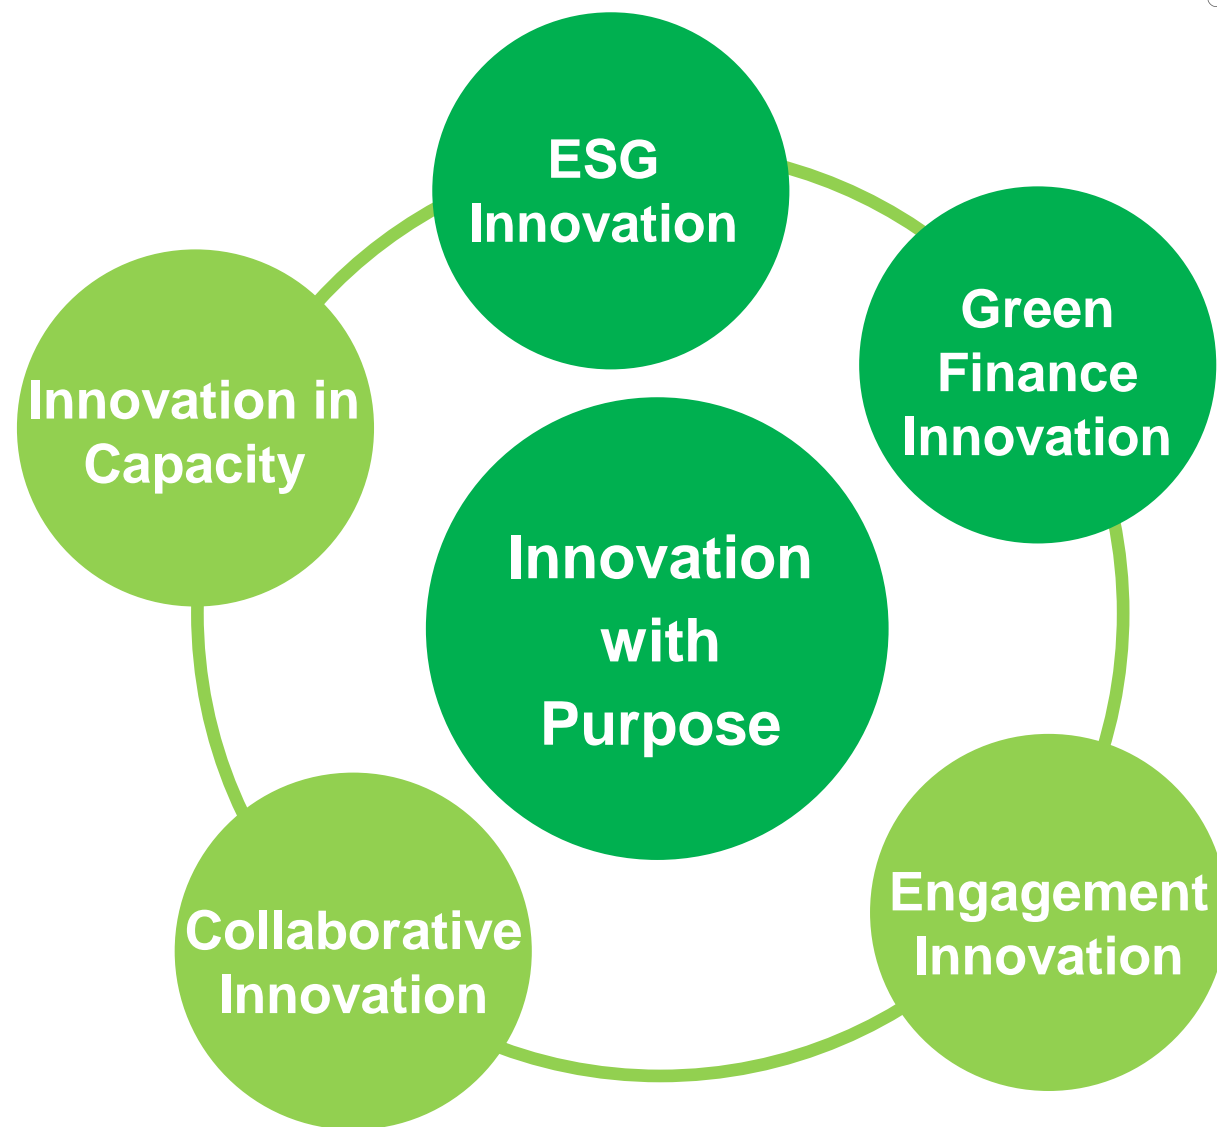 ESG
Innovation
Green
Finance
Innovation
Innovation in
Capacity
Innovation
with
Purpose
Engagement
Innovation
Collaborative
Innovation